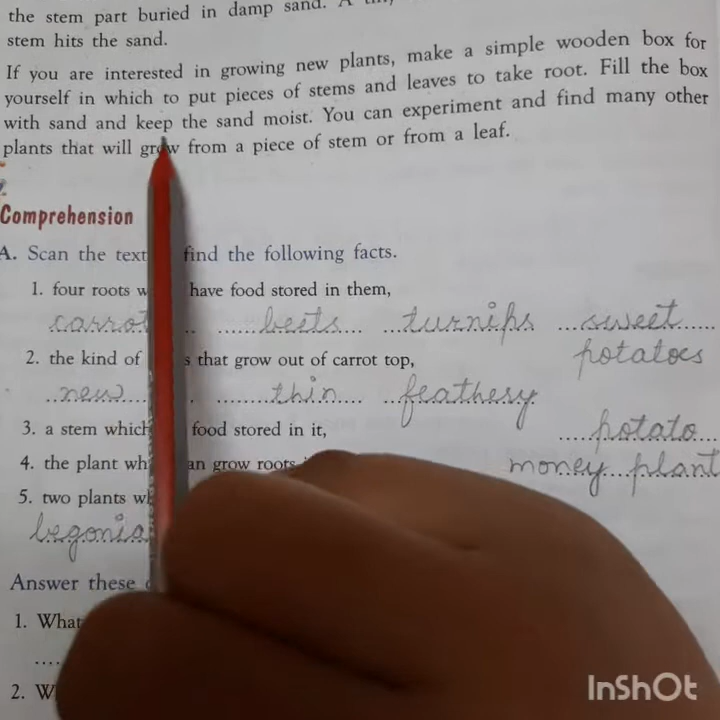 the stem part buried in damp sand. A
stem hits the sand.
If you are interested in growing new plants, make a simple wooden box for
yourself in which to put pieces of stems and leaves to take root. Fill the box
with sand and keep the sand moist. You can experiment and find many other
plants that will grow from a piece of stem or from a leaf.
Comprehension
A. Scan the text find the following facts.
1. four roots have food stored in them,
carrot beets turnips sweet potatoes
2. the kind of that grow out of carrot top,
new thin feathery
3. a stem which food stored in it,
potato
4. the plant grow roots
money plant
5. two plants
begonia
Answer these
1. What
2.
InShOt